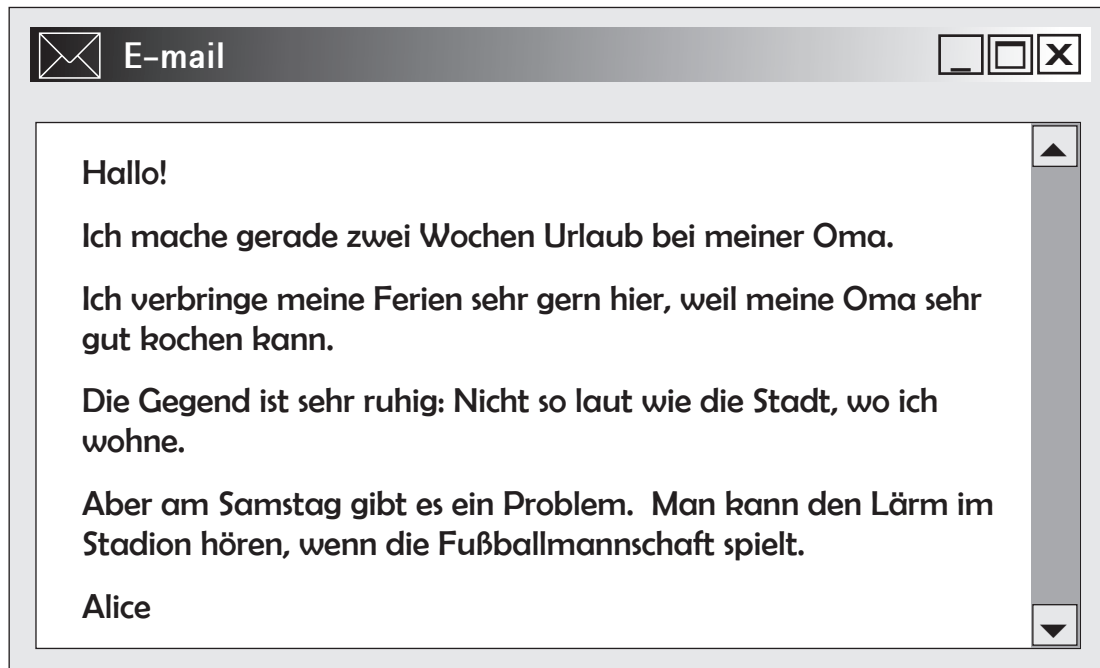 E-mail
Hallo!
Ich mache gerade zwei Wochen Urlaub bei meiner Oma.
Ich verbringe meine Ferien sehr gern hier, weil meine Oma sehr
gut kochen kann.
Die Gegend ist sehr ruhig: Nicht so laut wie die Stadt, wo ich
wohne.
Aber am Samstag gibt es ein Problem.  Man kann den Lärm im
Stadion hören, wenn die Fußballmannschaft spielt.
Alice